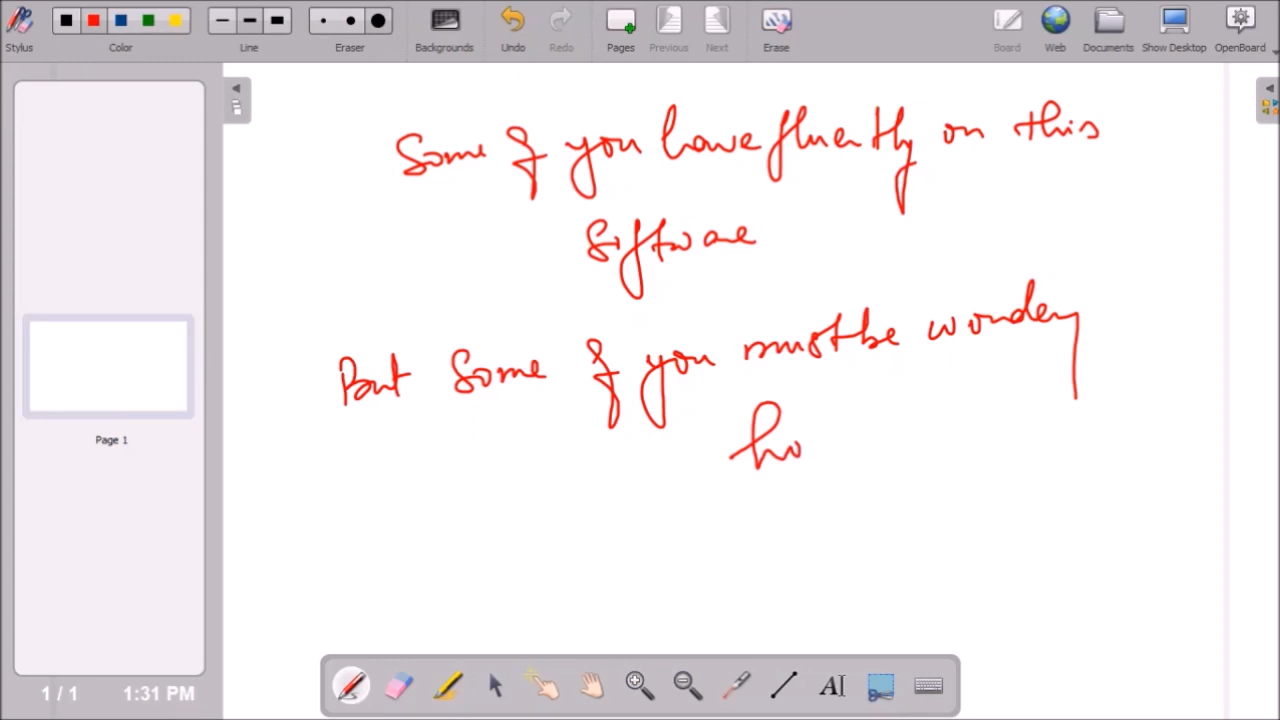 Stylus
Color
Line
Eraser
Backgrounds
Undo
Redo
Pages
Previous
Next
Erase
Board
Web
Documents
Show Desktop
OpenBoard
Some of you have fluently on this
Software
But Some of you must be wondering
ho
Page 1
1 / 1
1:31 PM
AI